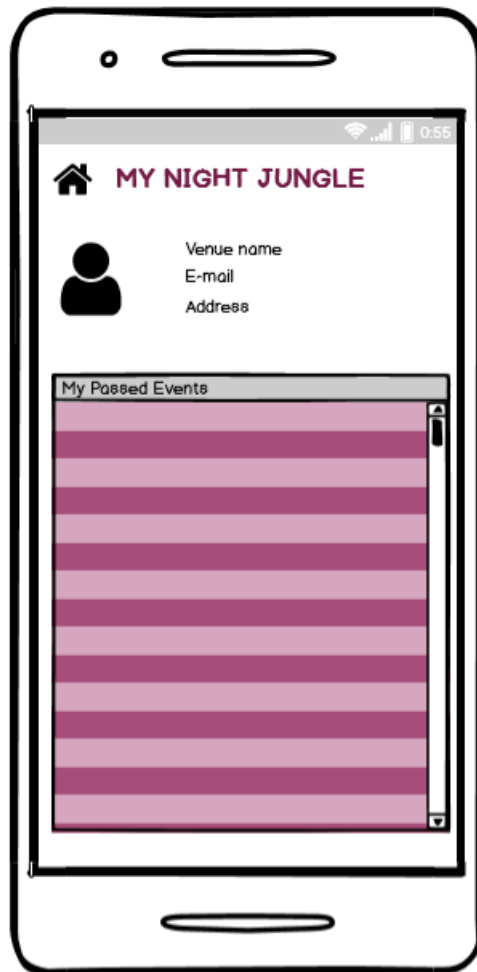 0:55
MY NIGHT JUNGLE
Venue name
E-mail
Address
My Passed Events